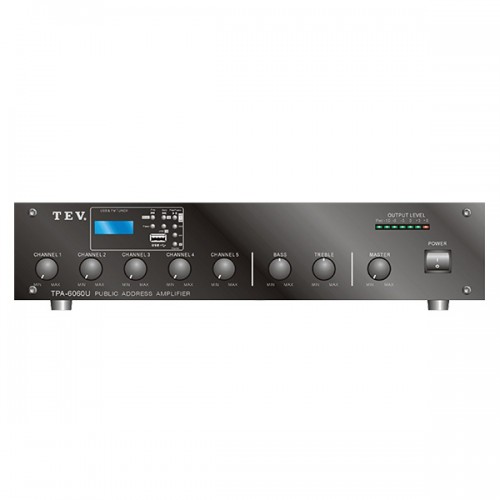 T.E.V.
OUTPUT LEVEL
POWER
USB
CHANNEL 1 CHANNEL 2 CHANNEL 3 CHANNEL 4 CHANNEL 5 BASS TREBLE MASTER
MIN MAX MIN MAX MIN MAX MIN MAX MIN MAX MIN MAX MIN MAX MIN MAX
TPA-6060U PUBLIC ADDRESS AMPLIFIER